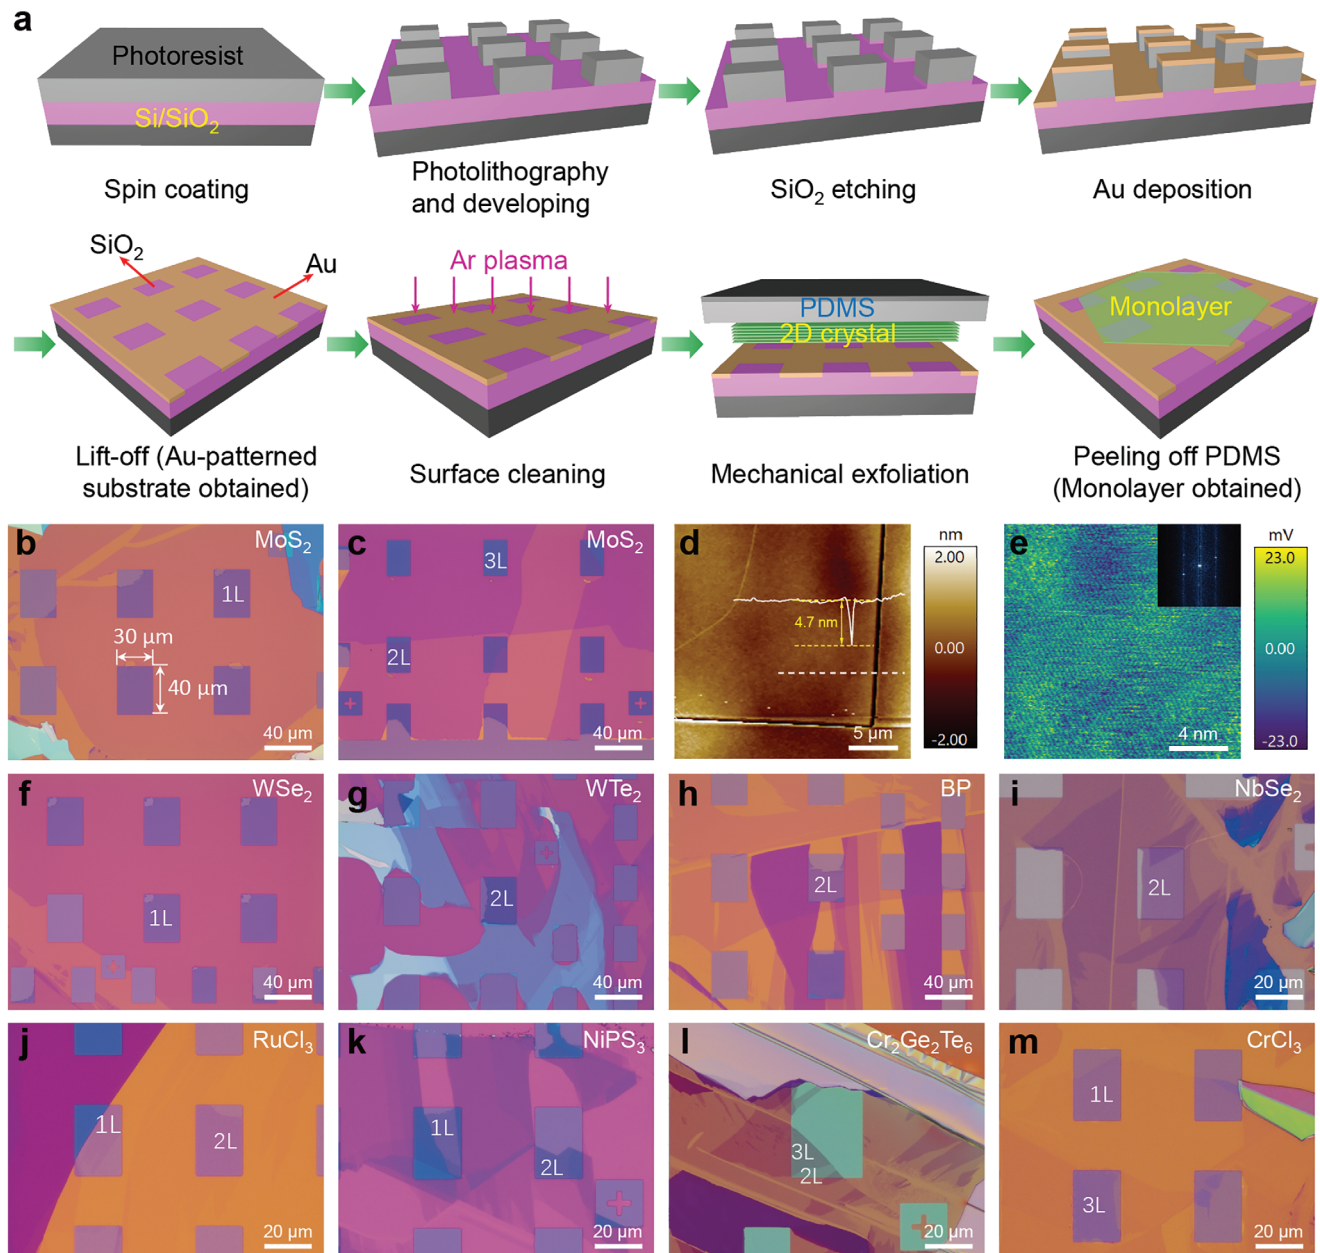 a
Photoresist
Si/SiO₂
Spin coating
Photolithography
and developing
SiO₂ etching
Au deposition
SiO₂
Au
Ar plasma
PDMS
2D crystal
Monolayer
Lift-off (Au-patterned
substrate obtained)
Surface cleaning
Mechanical exfoliation
Peeling off PDMS
(Monolayer obtained)
b
MoS₂
1L
30 µm
40 µm
40 µm
c
MoS₂
3L
2L
40 µm
d
4.7 nm
5 µm
nm
2.00
0.00
-2.00
e
4 nm
mV
23.0
0.00
-23.0
f
WSe₂
1L
40 µm
g
WTe₂
2L
40 µm
h
BP
2L
40 µm
i
NbSe₂
2L
20 µm
j
RuCl₃
1L
2L
20 µm
k
NiPS₃
1L
2L
20 µm
l
Cr₂Ge₂Te₆
3L
2L
20 µm
m
CrCl₃
1L
3L
20 µm